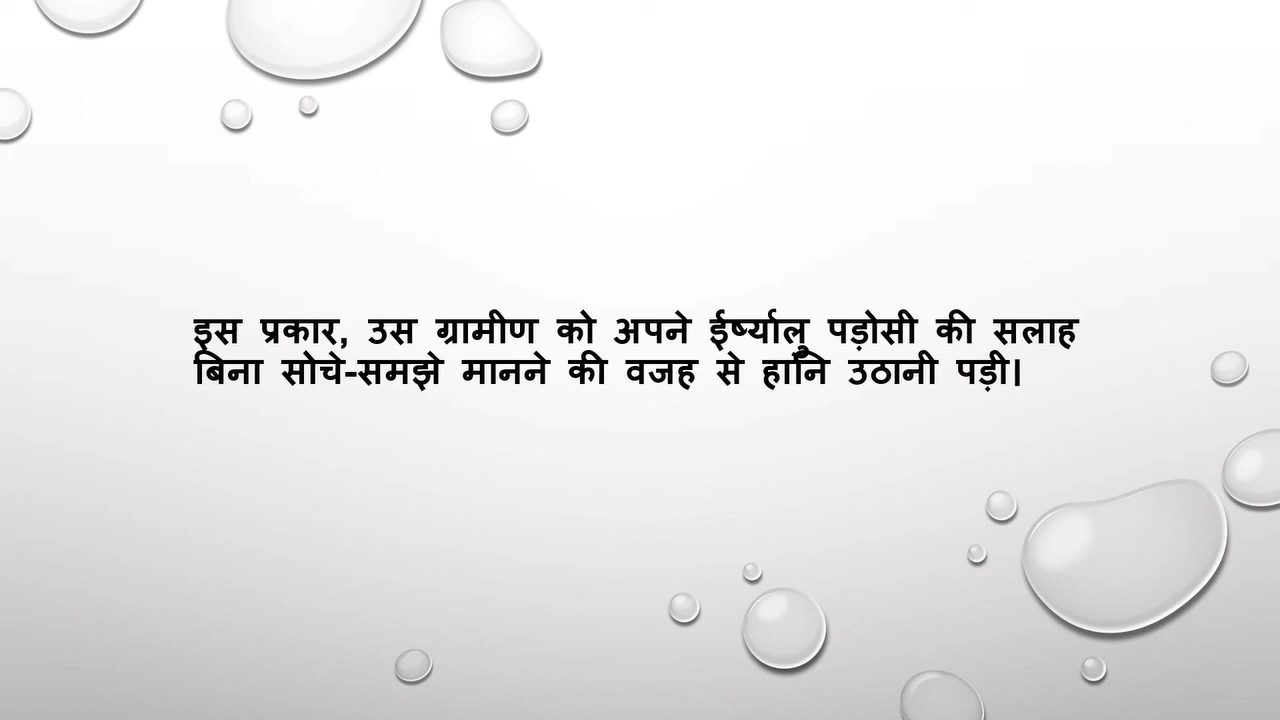 इस प्रकार, उस ग्रामीण को अपने ईर्ष्यालु पड़ोसी की सलाह
बिना सोचे-समझे मानने की वजह से हानि उठानी पड़ी।